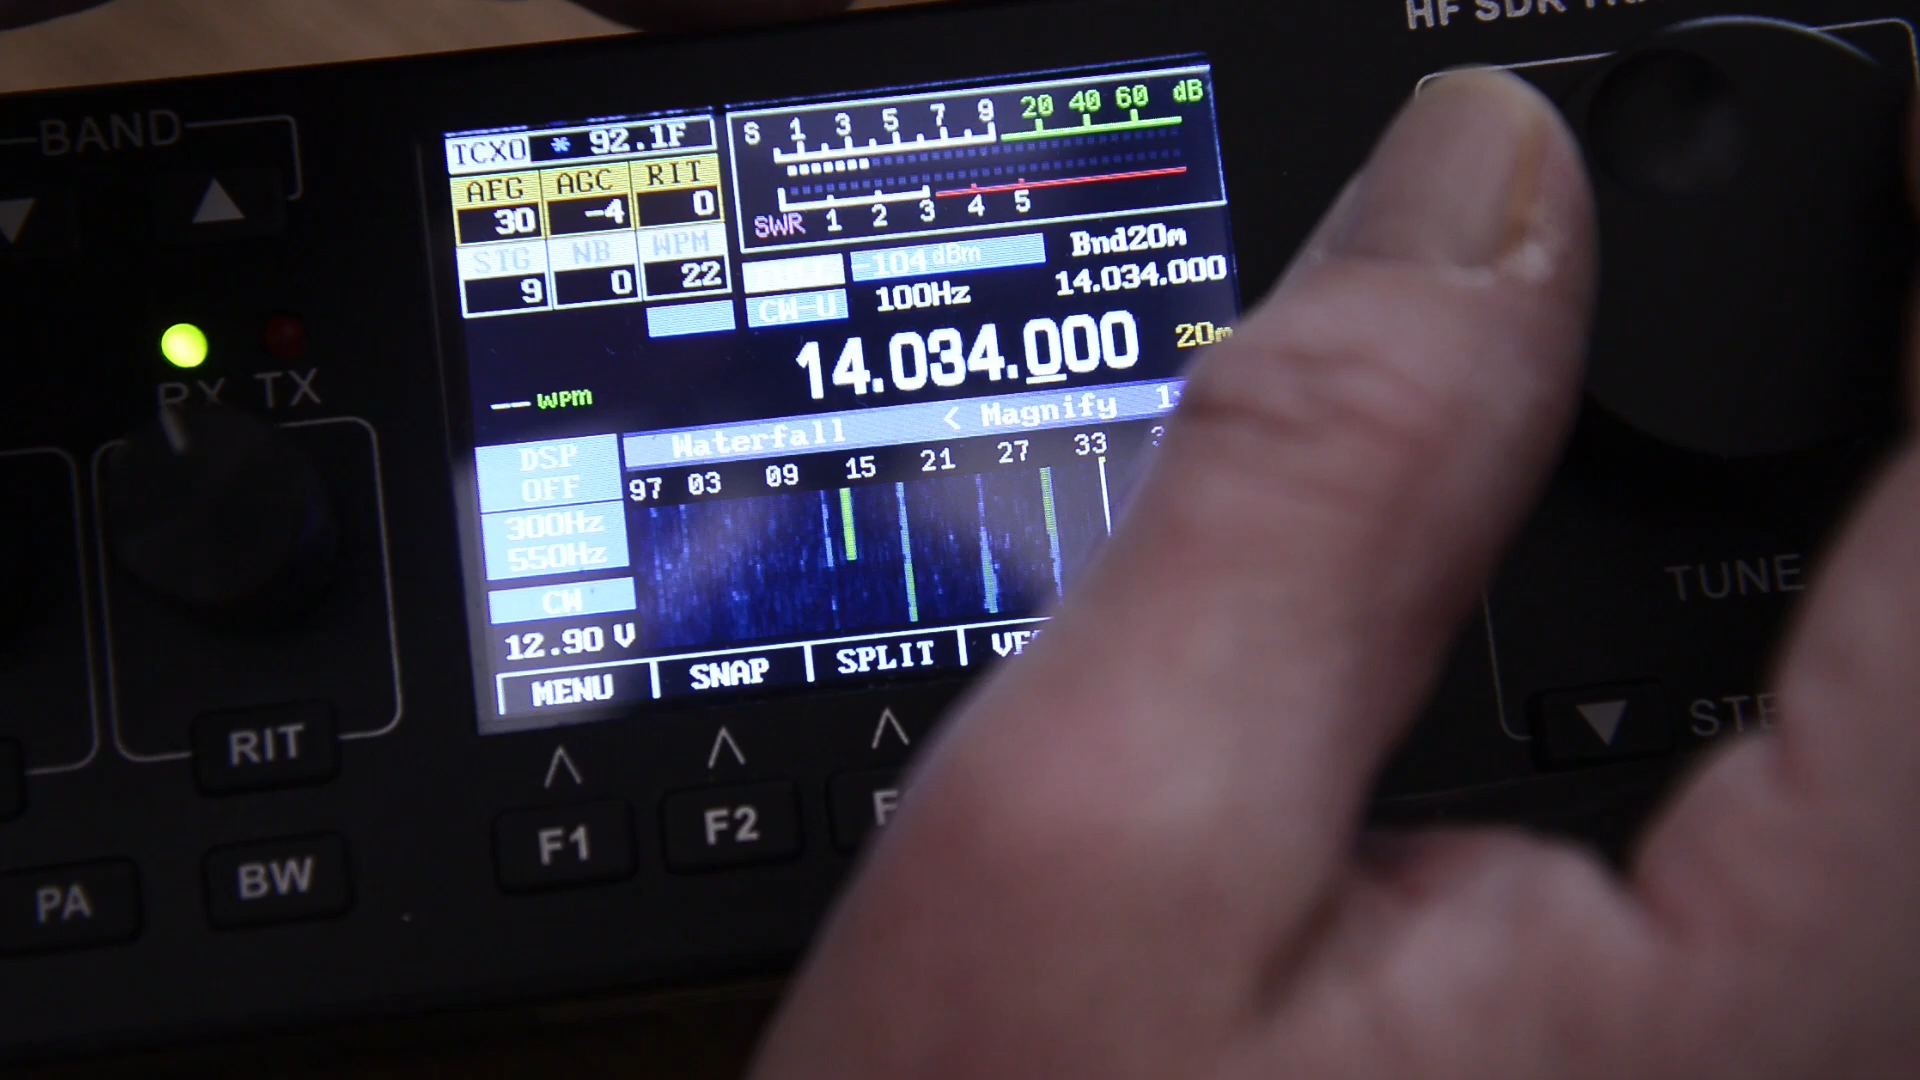 HF SDR
BAND
TCXO * 92.1F
AFG AGC RIT
30 -4 0
STG NB WPM
9 0 22
S 1 3 5 7 9 20 40 60 dB
SWR 1 2 3 4 5
-104 dBm Bnd20m
CW-U 100Hz 14.034.000
14.034.000 20m
-- WPM
RX TX
Waterfall < Magnify
97 03 09 15 21 27 33
DSP
OFF
300Hz
550Hz
CW
12.90 V
MENU SNAP SPLIT
TUNE
RIT
F1 F2
PA BW